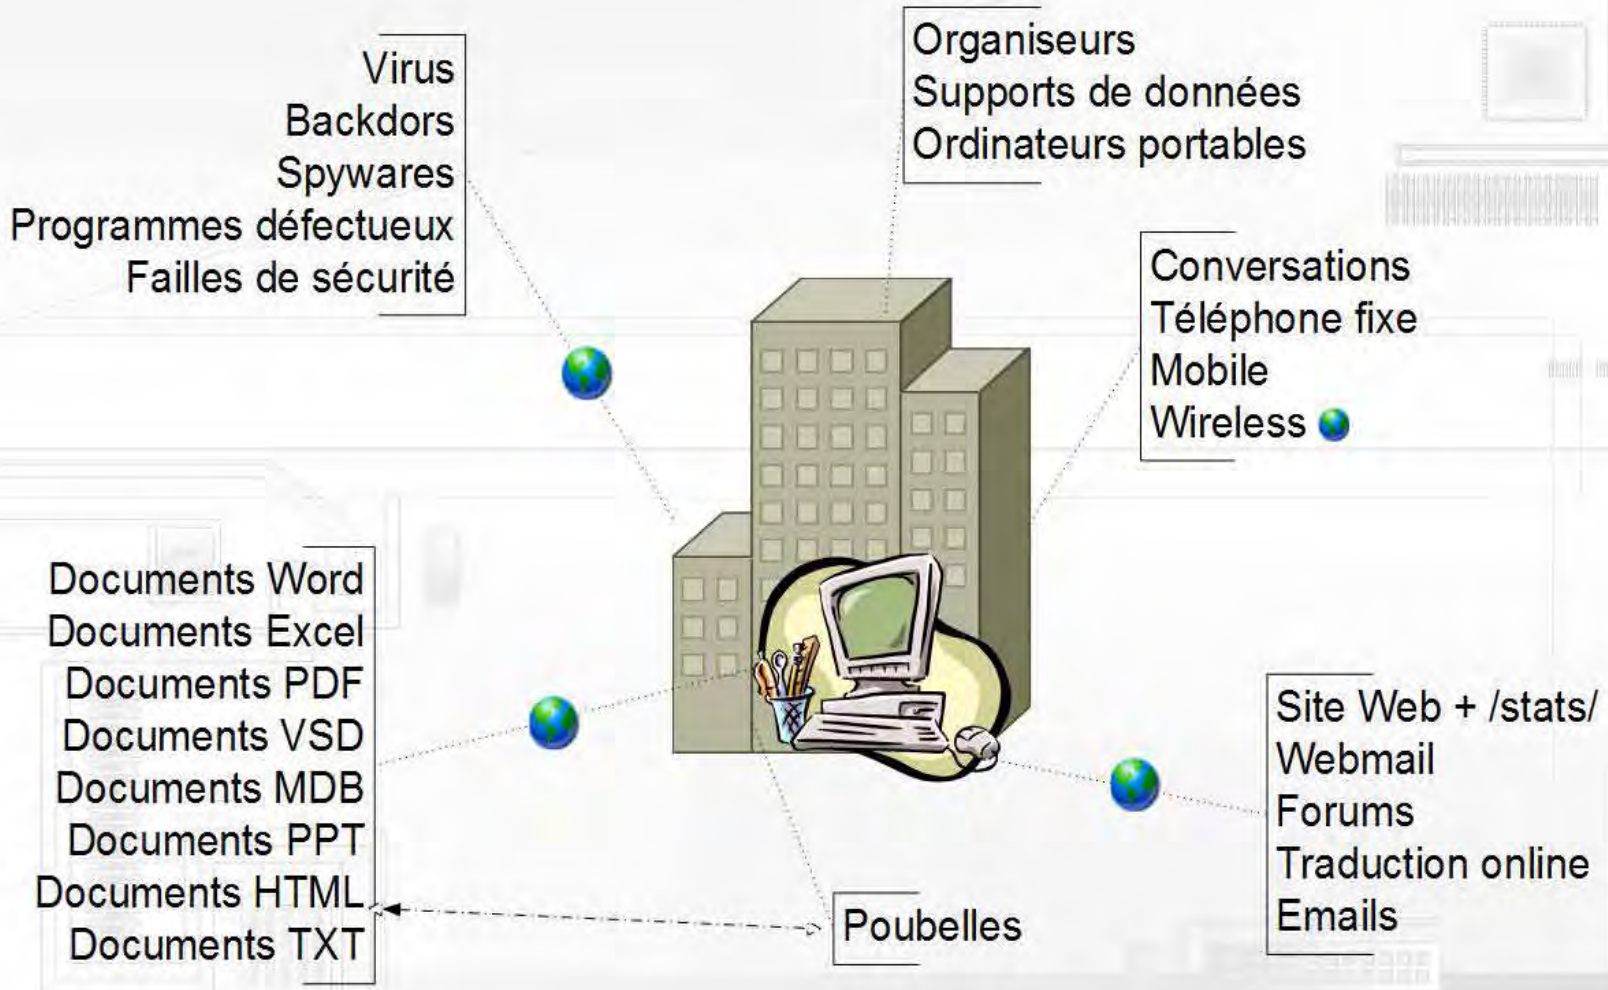 Virus
Backdors
Spywares
Programmes défectueux
Failles de sécurité
Organiseurs
Supports de données
Ordinateurs portables
Conversations
Téléphone fixe
Mobile
Wireless
Documents Word
Documents Excel
Documents PDF
Documents VSD
Documents MDB
Documents PPT
Documents HTML
Documents TXT
Poubelles
Site Web + /stats/
Webmail
Forums
Traduction online
Emails